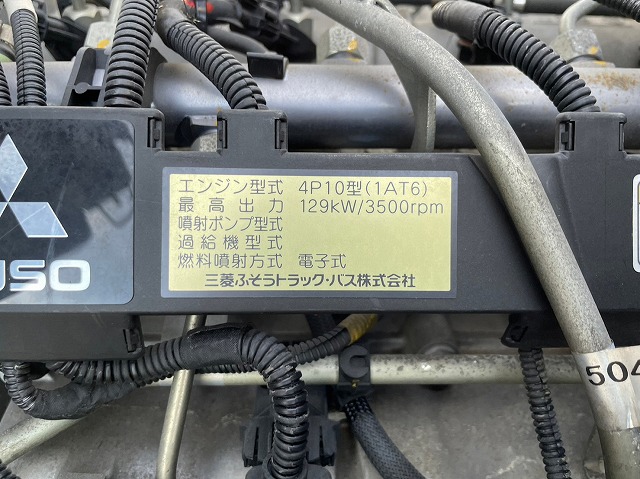 エンジン型式 4P10型(1AT6)
最高出力 129kW/3500rpm
噴射ポンプ型式
過給機型式
燃料噴射方式 電子式
三菱ふそうトラック・バス株式会社
USO
504